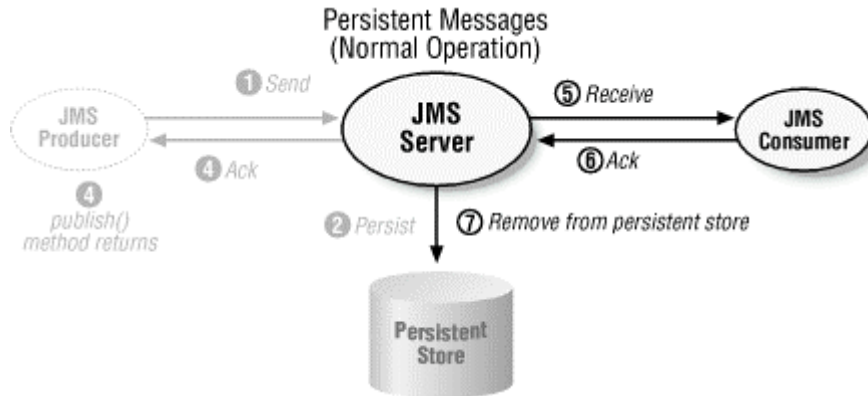 Persistent Messages
(Normal Operation)
1 Send
5 Receive
JMS
Producer
JMS
Server
JMS
Consumer
4 Ack
6 Ack
4
publish()
method returns
2 Persist
7 Remove from persistent store
Persistent
Store